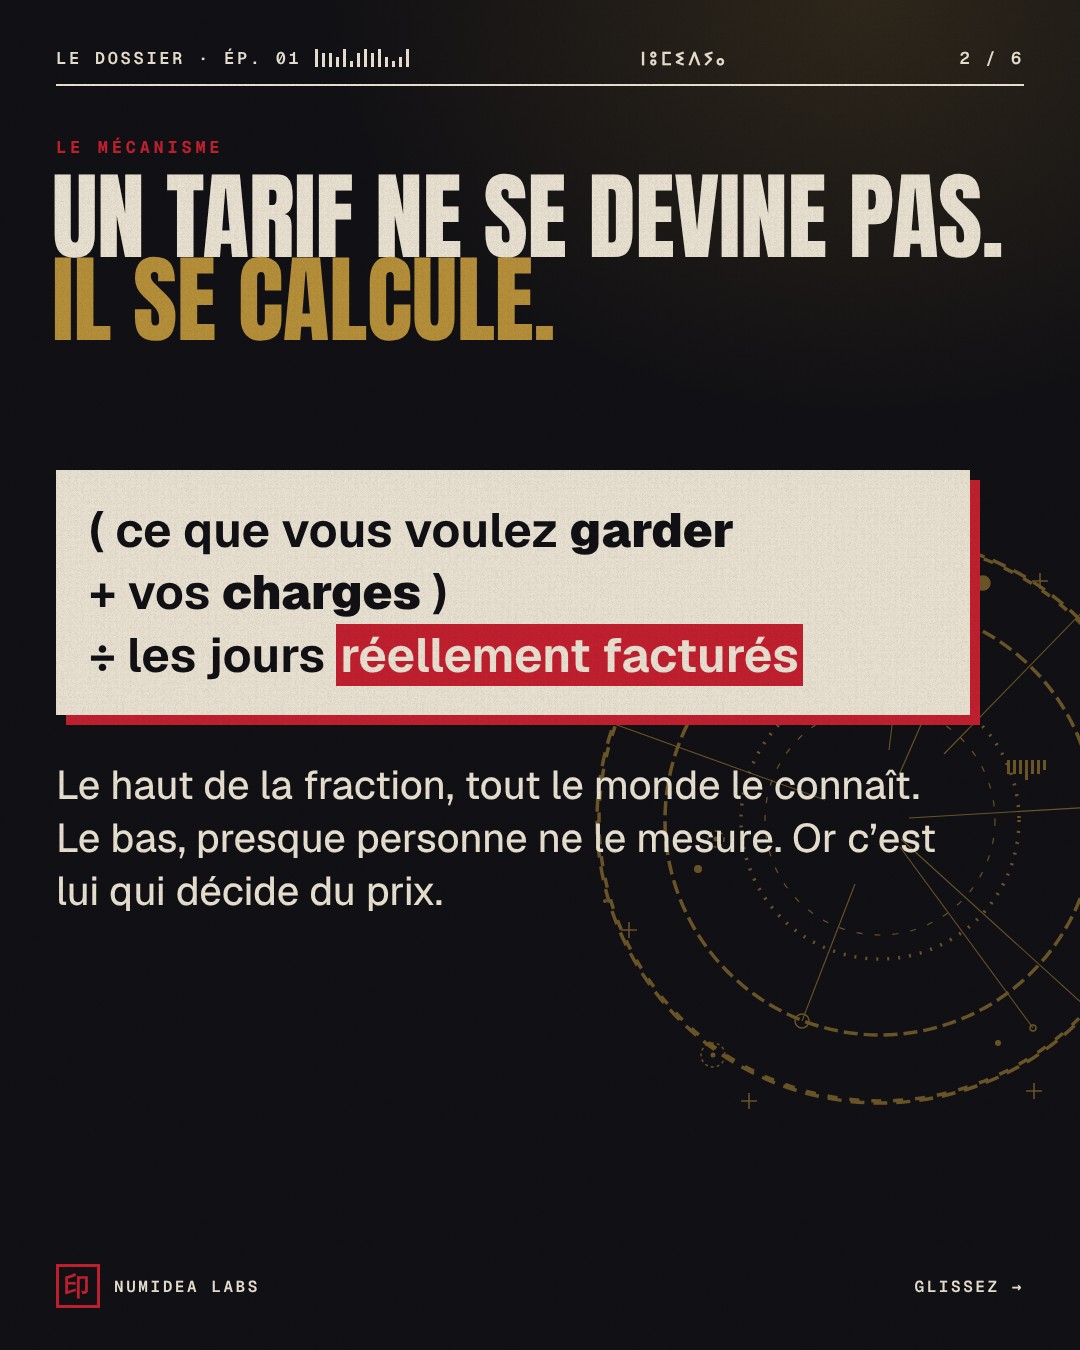 LE DOSSIER · ÉP. 01
ⵏⵓⵎⵉⴷⵢⴰ
2 / 6
LE MÉCANISME
UN TARIF NE SE DEVINE PAS.
IL SE CALCULE.
( ce que vous voulez garder
+ vos charges )
÷ les jours réellement facturés
Le haut de la fraction, tout le monde le connaît.
Le bas, presque personne ne le mesure. Or c’est
lui qui décide du prix.
印 NUMIDEA LABS
GLISSEZ →